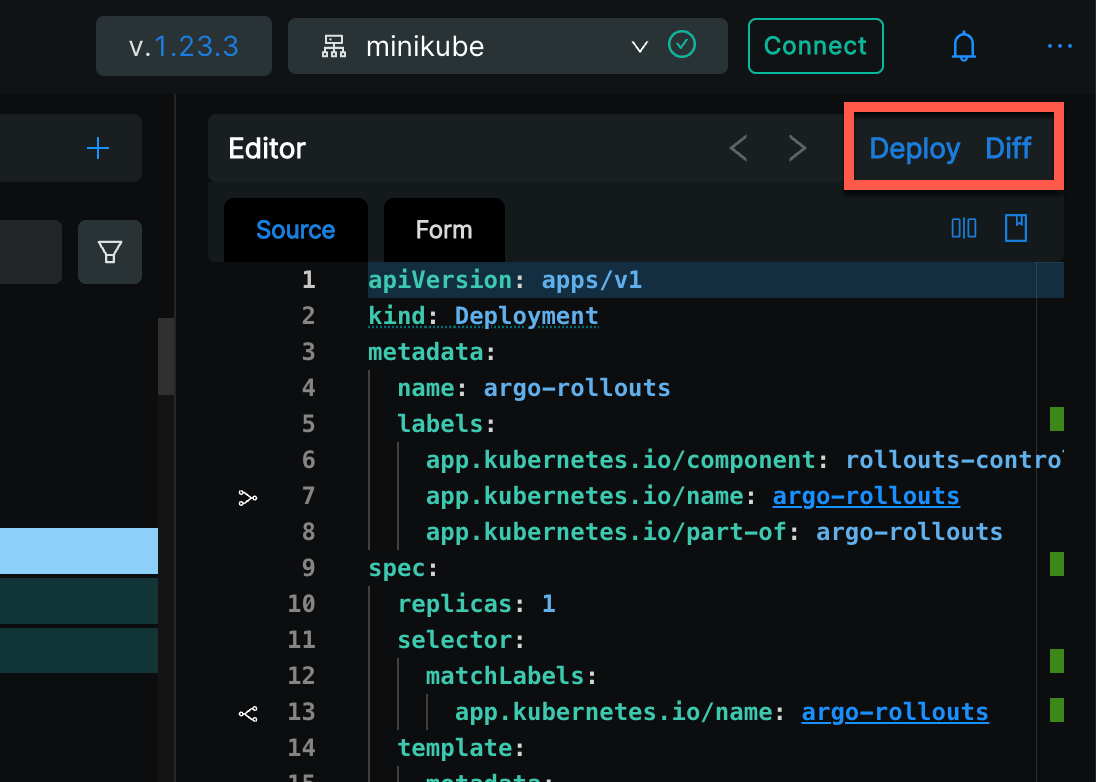 v.1.23.3 minikube Connect
Editor Deploy Diff
Source Form
1 apiVersion: apps/v1
2 kind: Deployment
3 metadata:
4 name: argo-rollouts
5 labels:
6 app.kubernetes.io/component: rollouts-contro
7 app.kubernetes.io/name: argo-rollouts
8 app.kubernetes.io/part-of: argo-rollouts
9 spec:
10 replicas: 1
11 selector:
12 matchLabels:
13 app.kubernetes.io/name: argo-rollouts
14 template:
15 metadata: